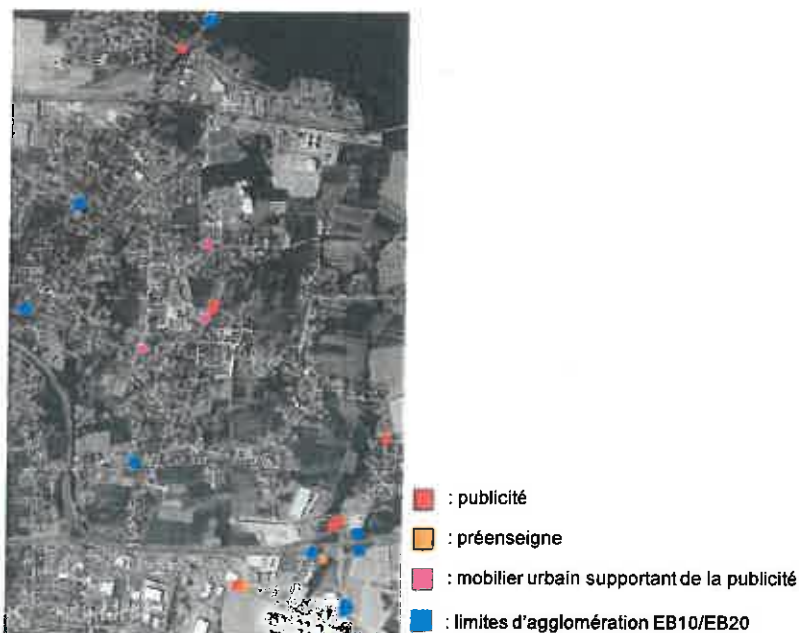 : publicité
: préenseigne
: mobilier urbain supportant de la publicité
: limites d'agglomération EB10/EB20